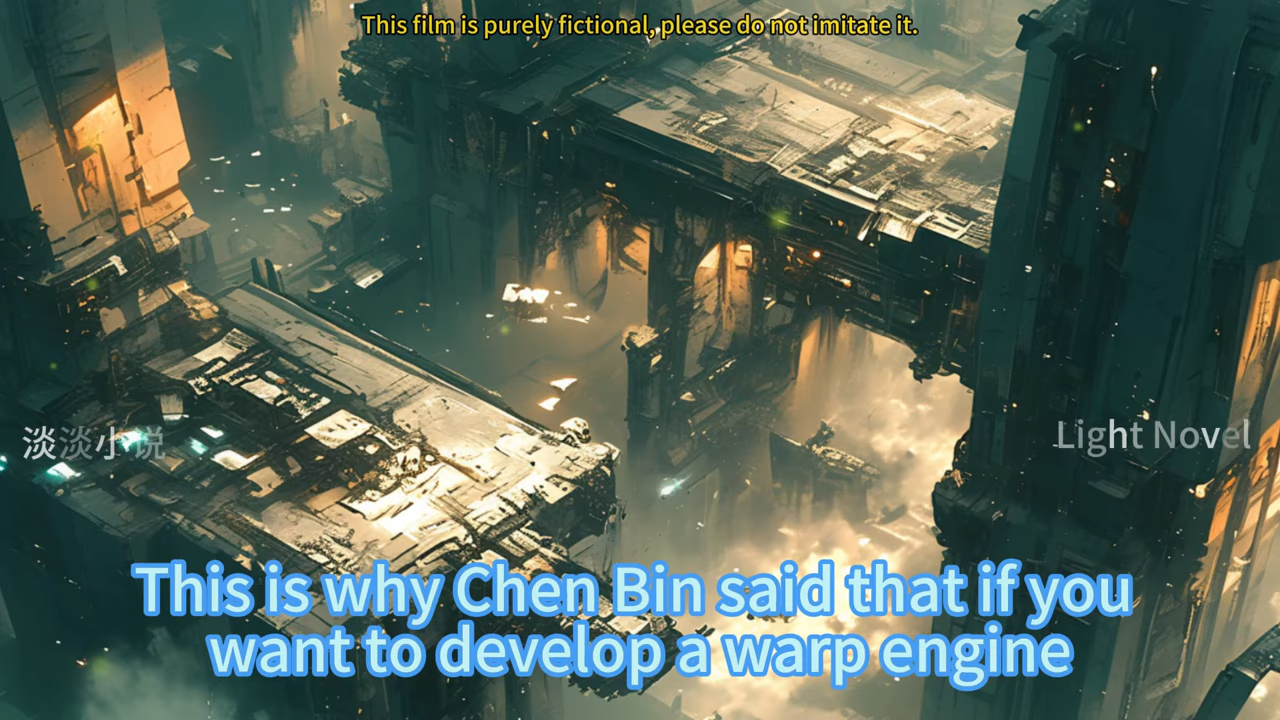 This film is purely fictional, please do not imitate it.
淡淡小说
Light Novel
This is why Chen Bin said that if you
want to develop a warp engine